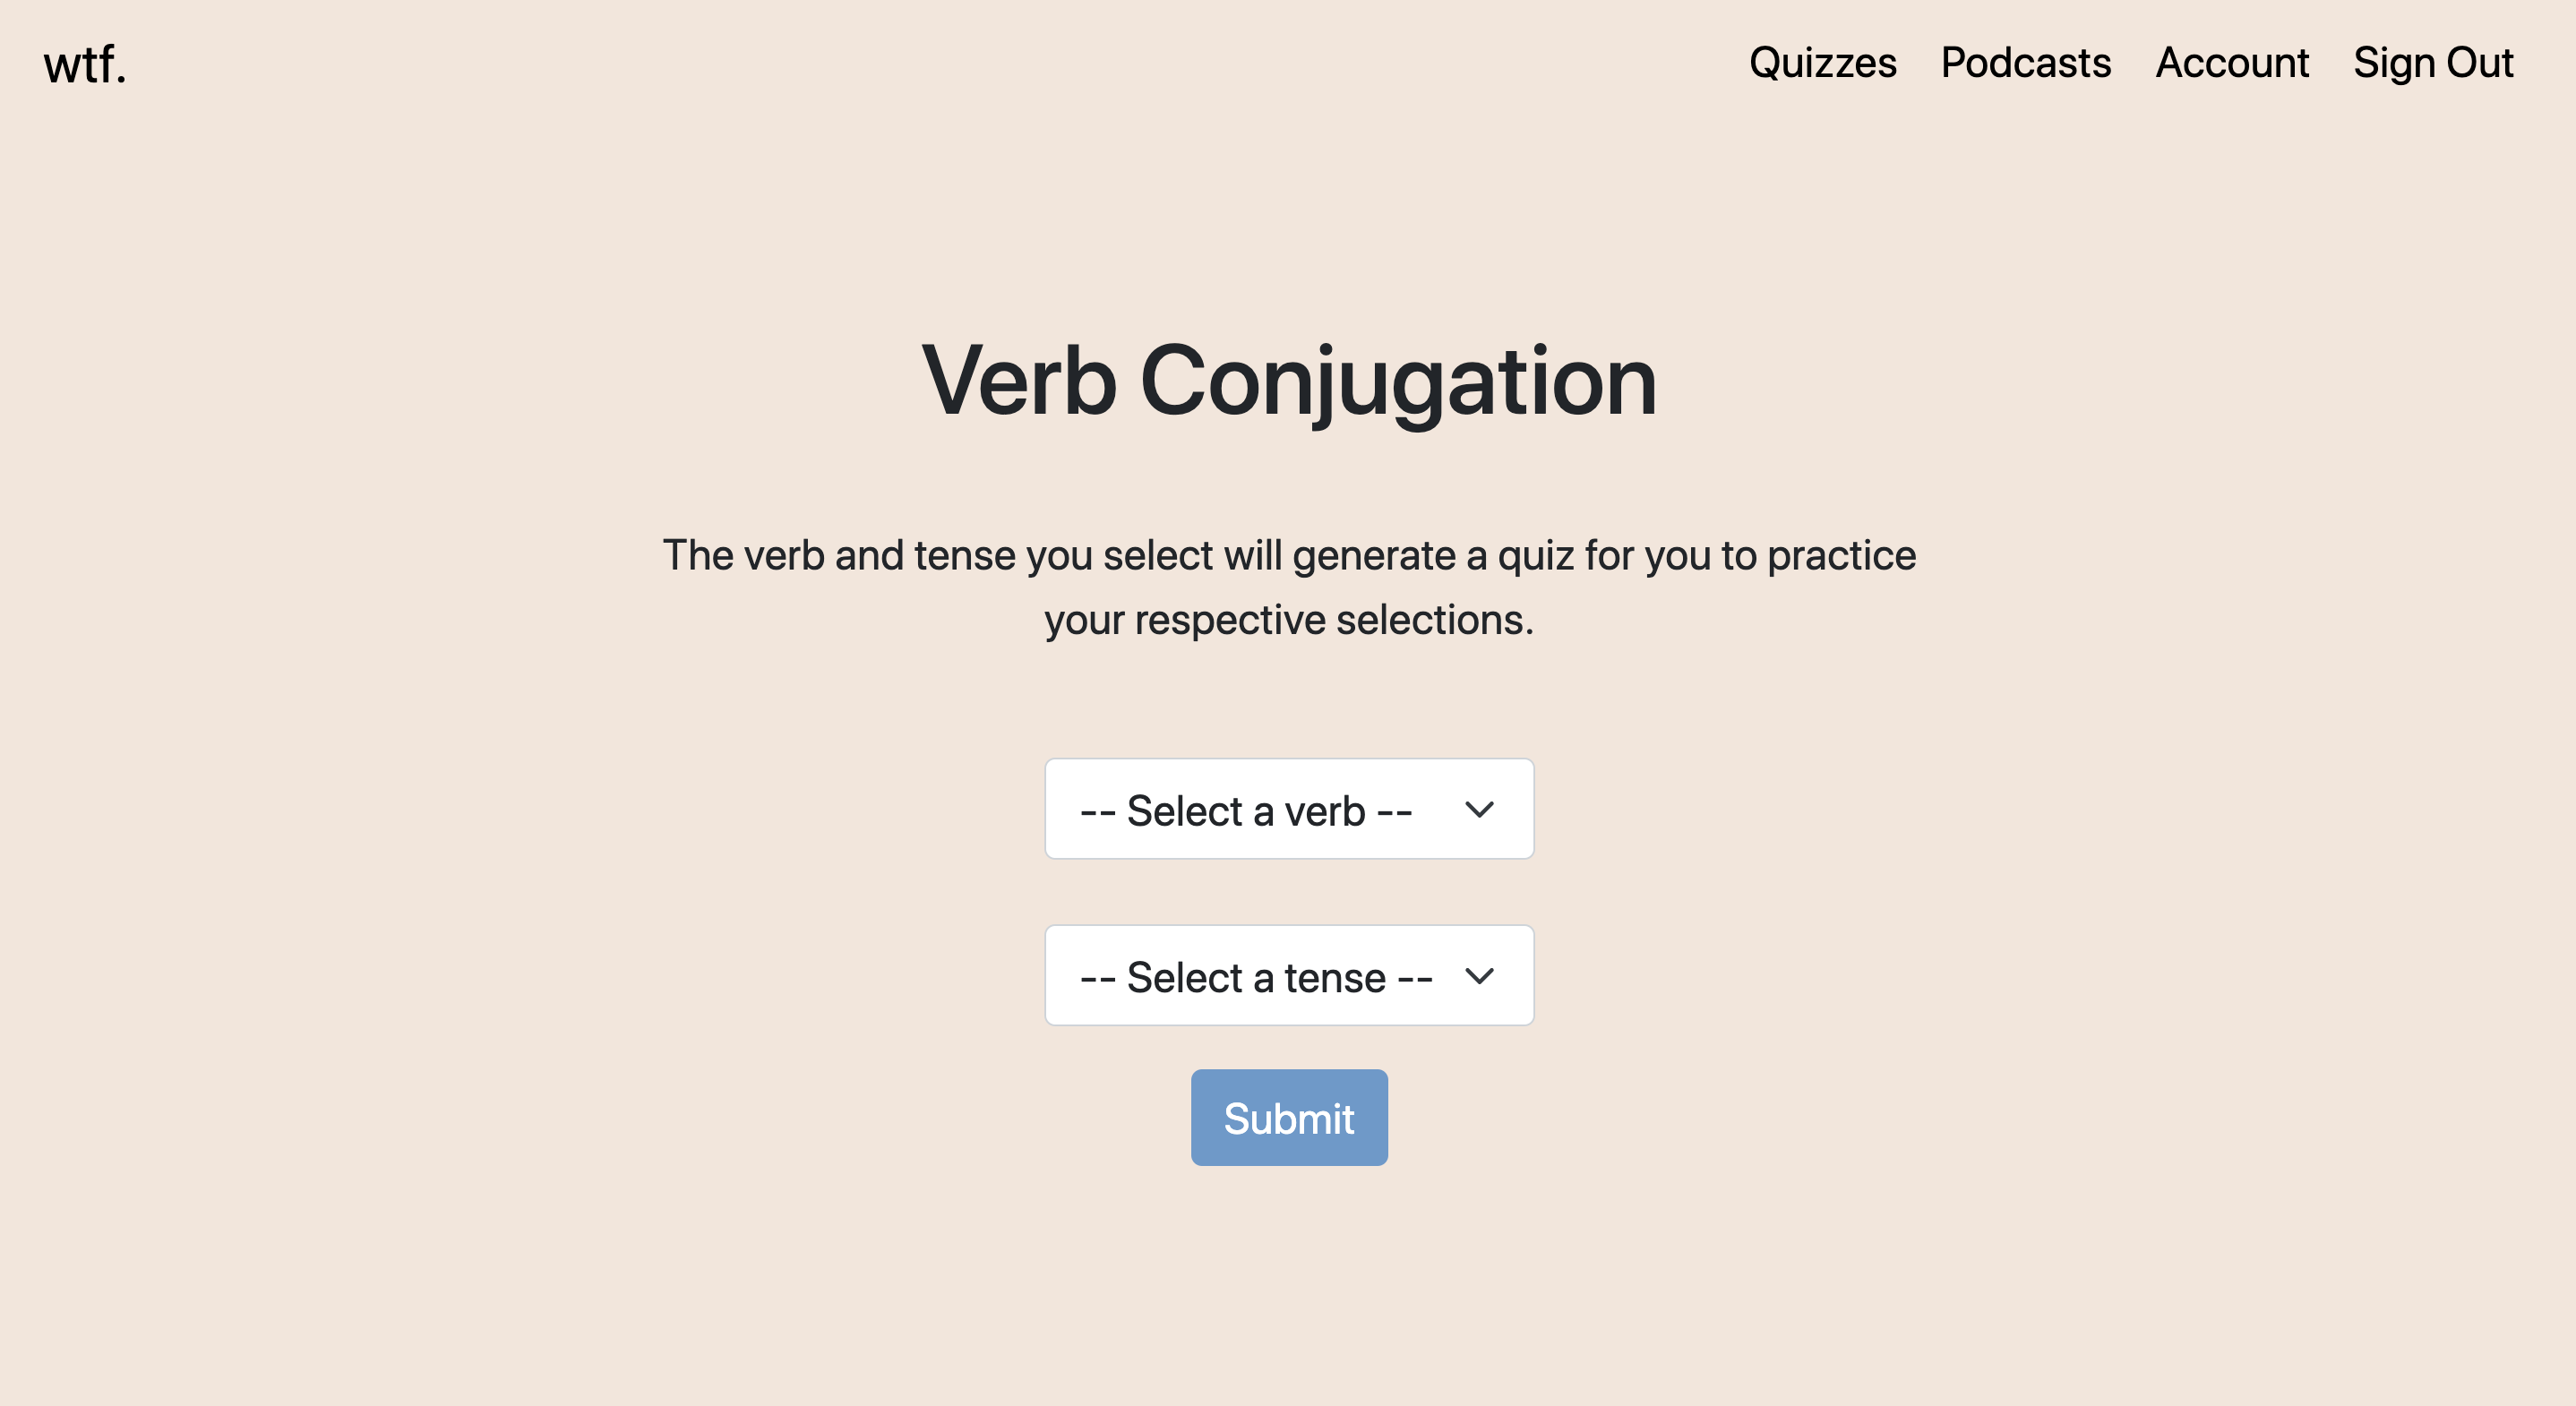 wtf.
Quizzes Podcasts Account Sign Out
Verb Conjugation
The verb and tense you select will generate a quiz for you to practice
your respective selections.
-- Select a verb --
-- Select a tense --
Submit